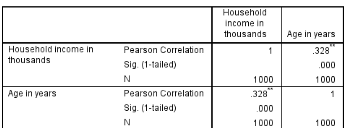 Household
income in
thousands Age in years
Household income in Pearson Correlation 1 .328**
thousands
Sig. (1-tailed) .000
N 1000 1000
Age in years Pearson Correlation .328** 1
Sig. (1-tailed) .000
N 1000 1000